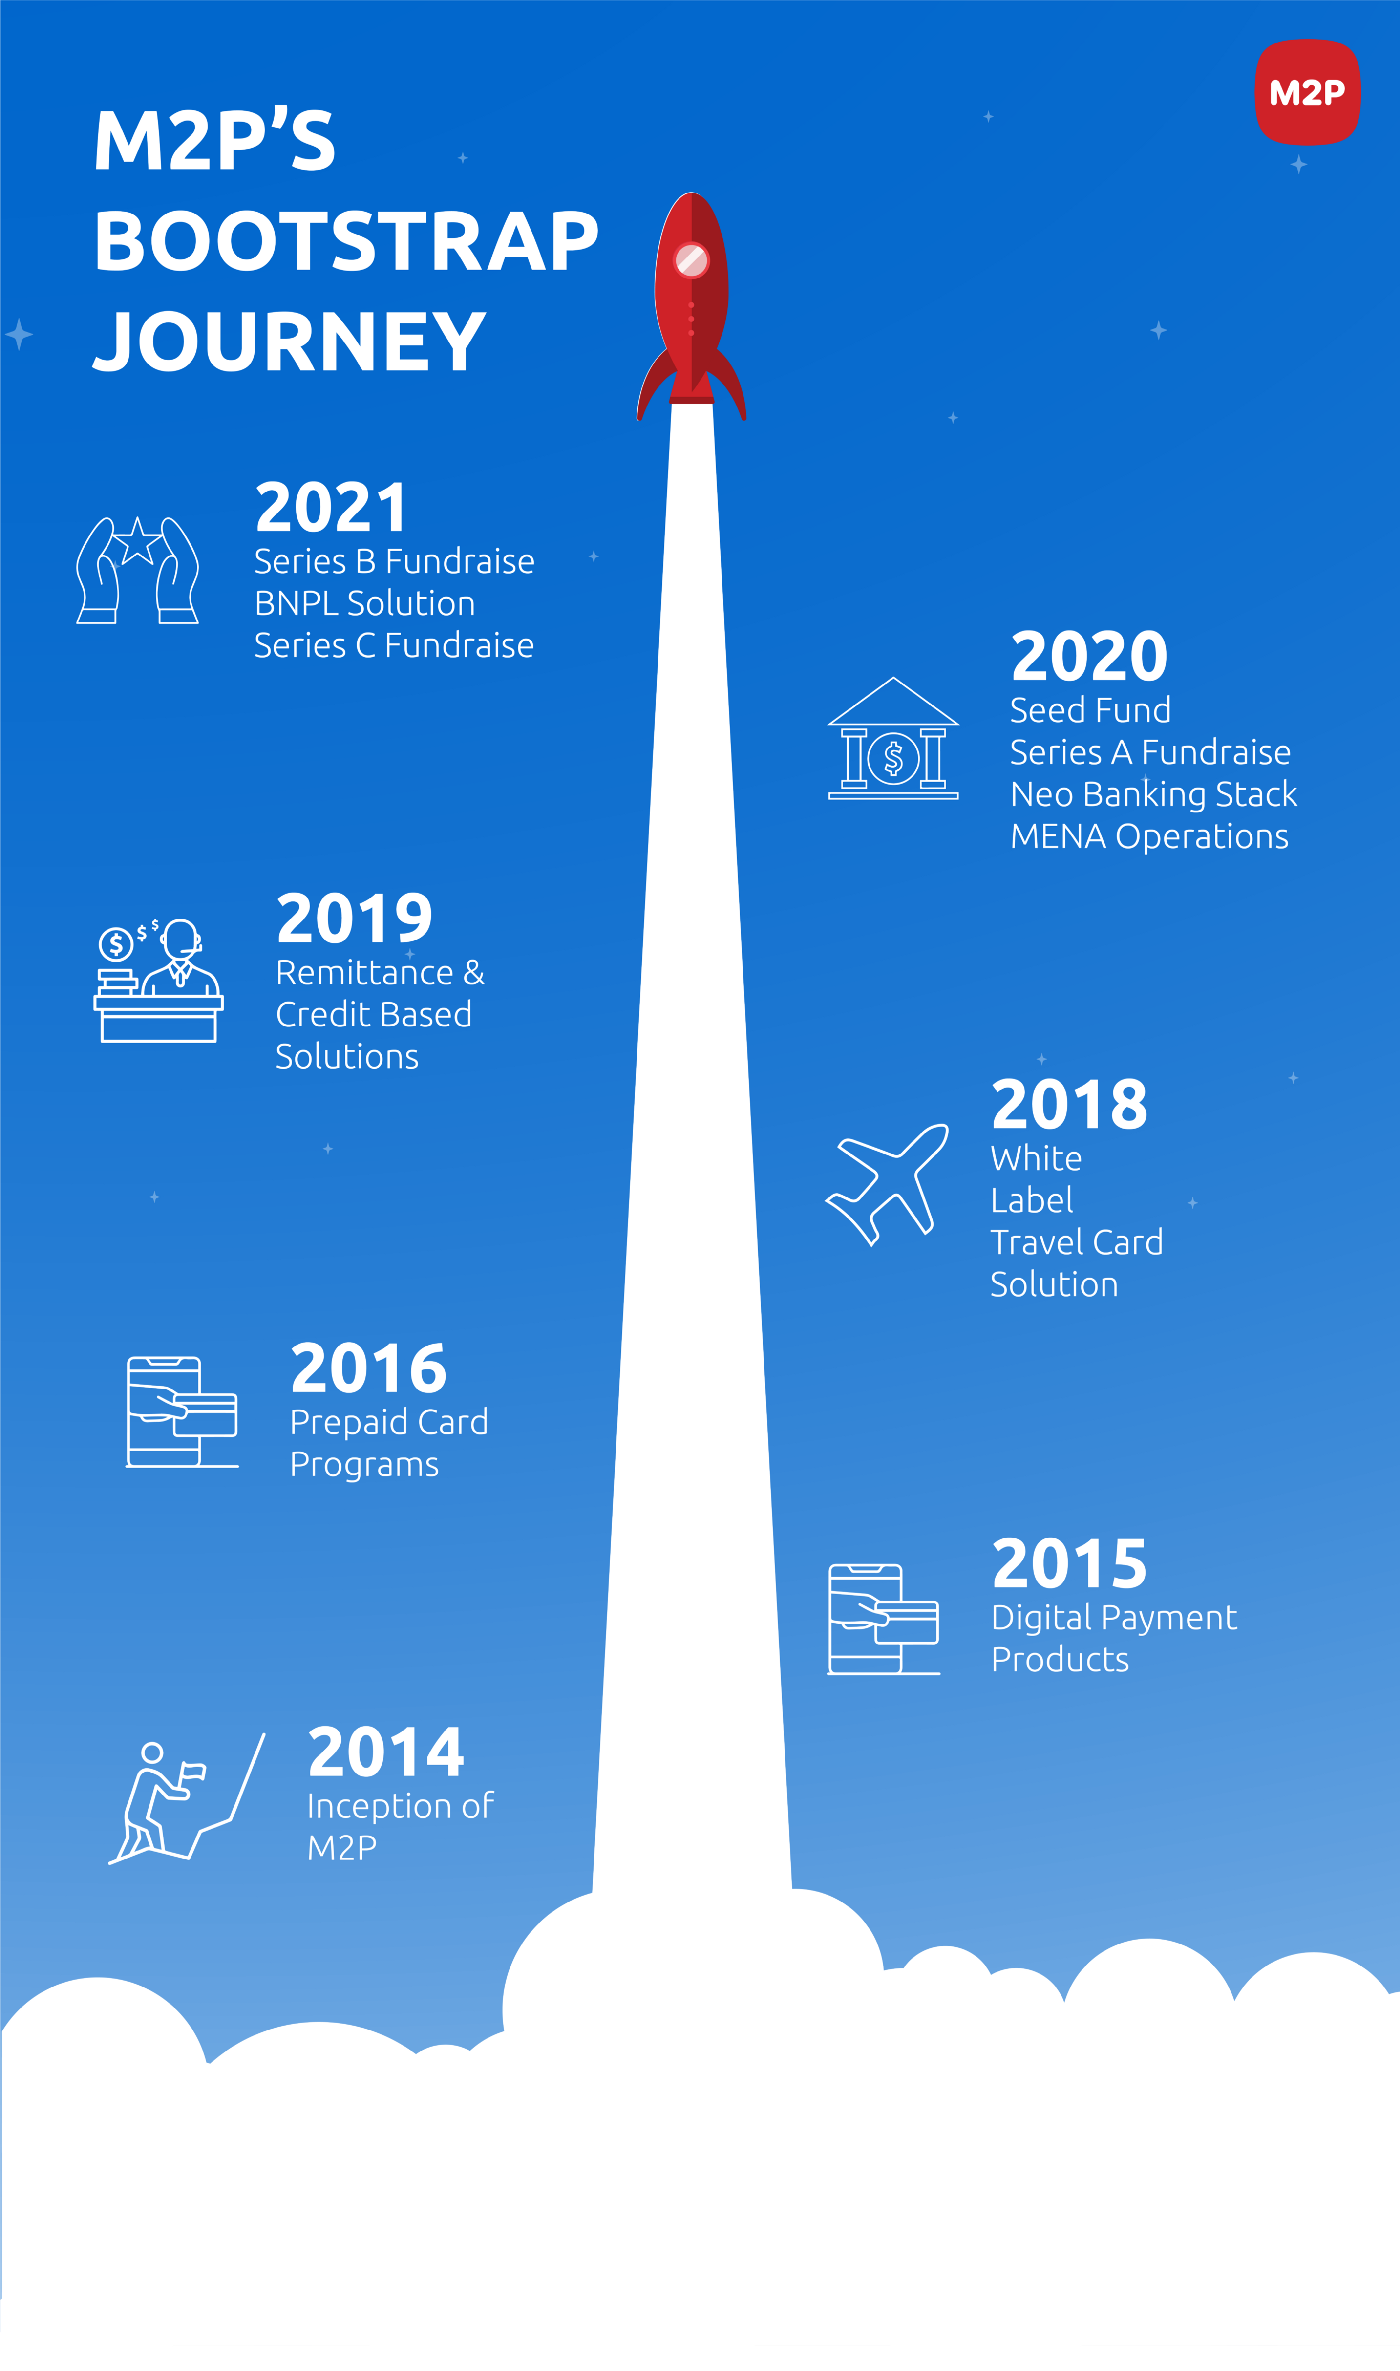 M2P
M2P'S
BOOTSTRAP
JOURNEY
2021
Series B Fundraise
BNPL Solution
Series C Fundraise
2020
Seed Fund
Series A Fundraise
Neo Banking Stack
MENA Operations
$
2019
Remittance &
Credit Based
Solutions
$ $ $
2018
White
Label
Travel Card
Solution
2016
Prepaid Card
Programs
2015
Digital Payment
Products
2014
Inception of
M2P